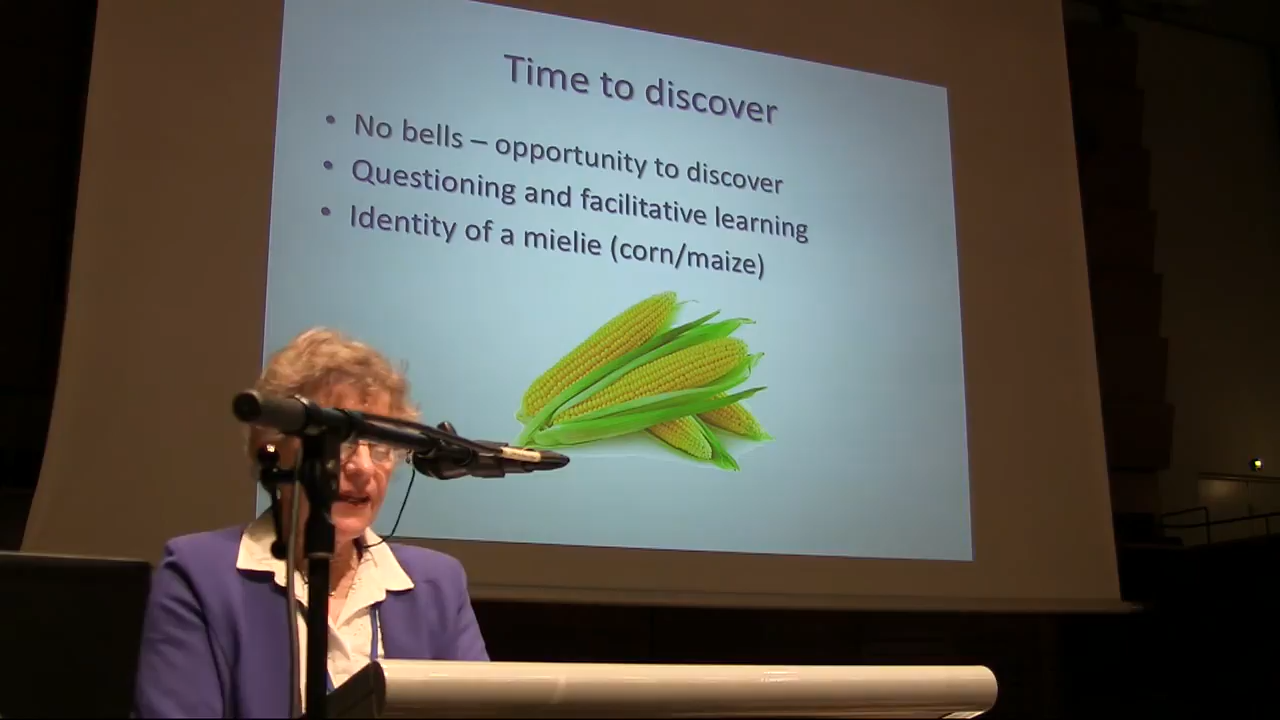 Time to discover
• No bells – opportunity to discover
• Questioning and facilitative learning
• Identity of a mielie (corn/maize)